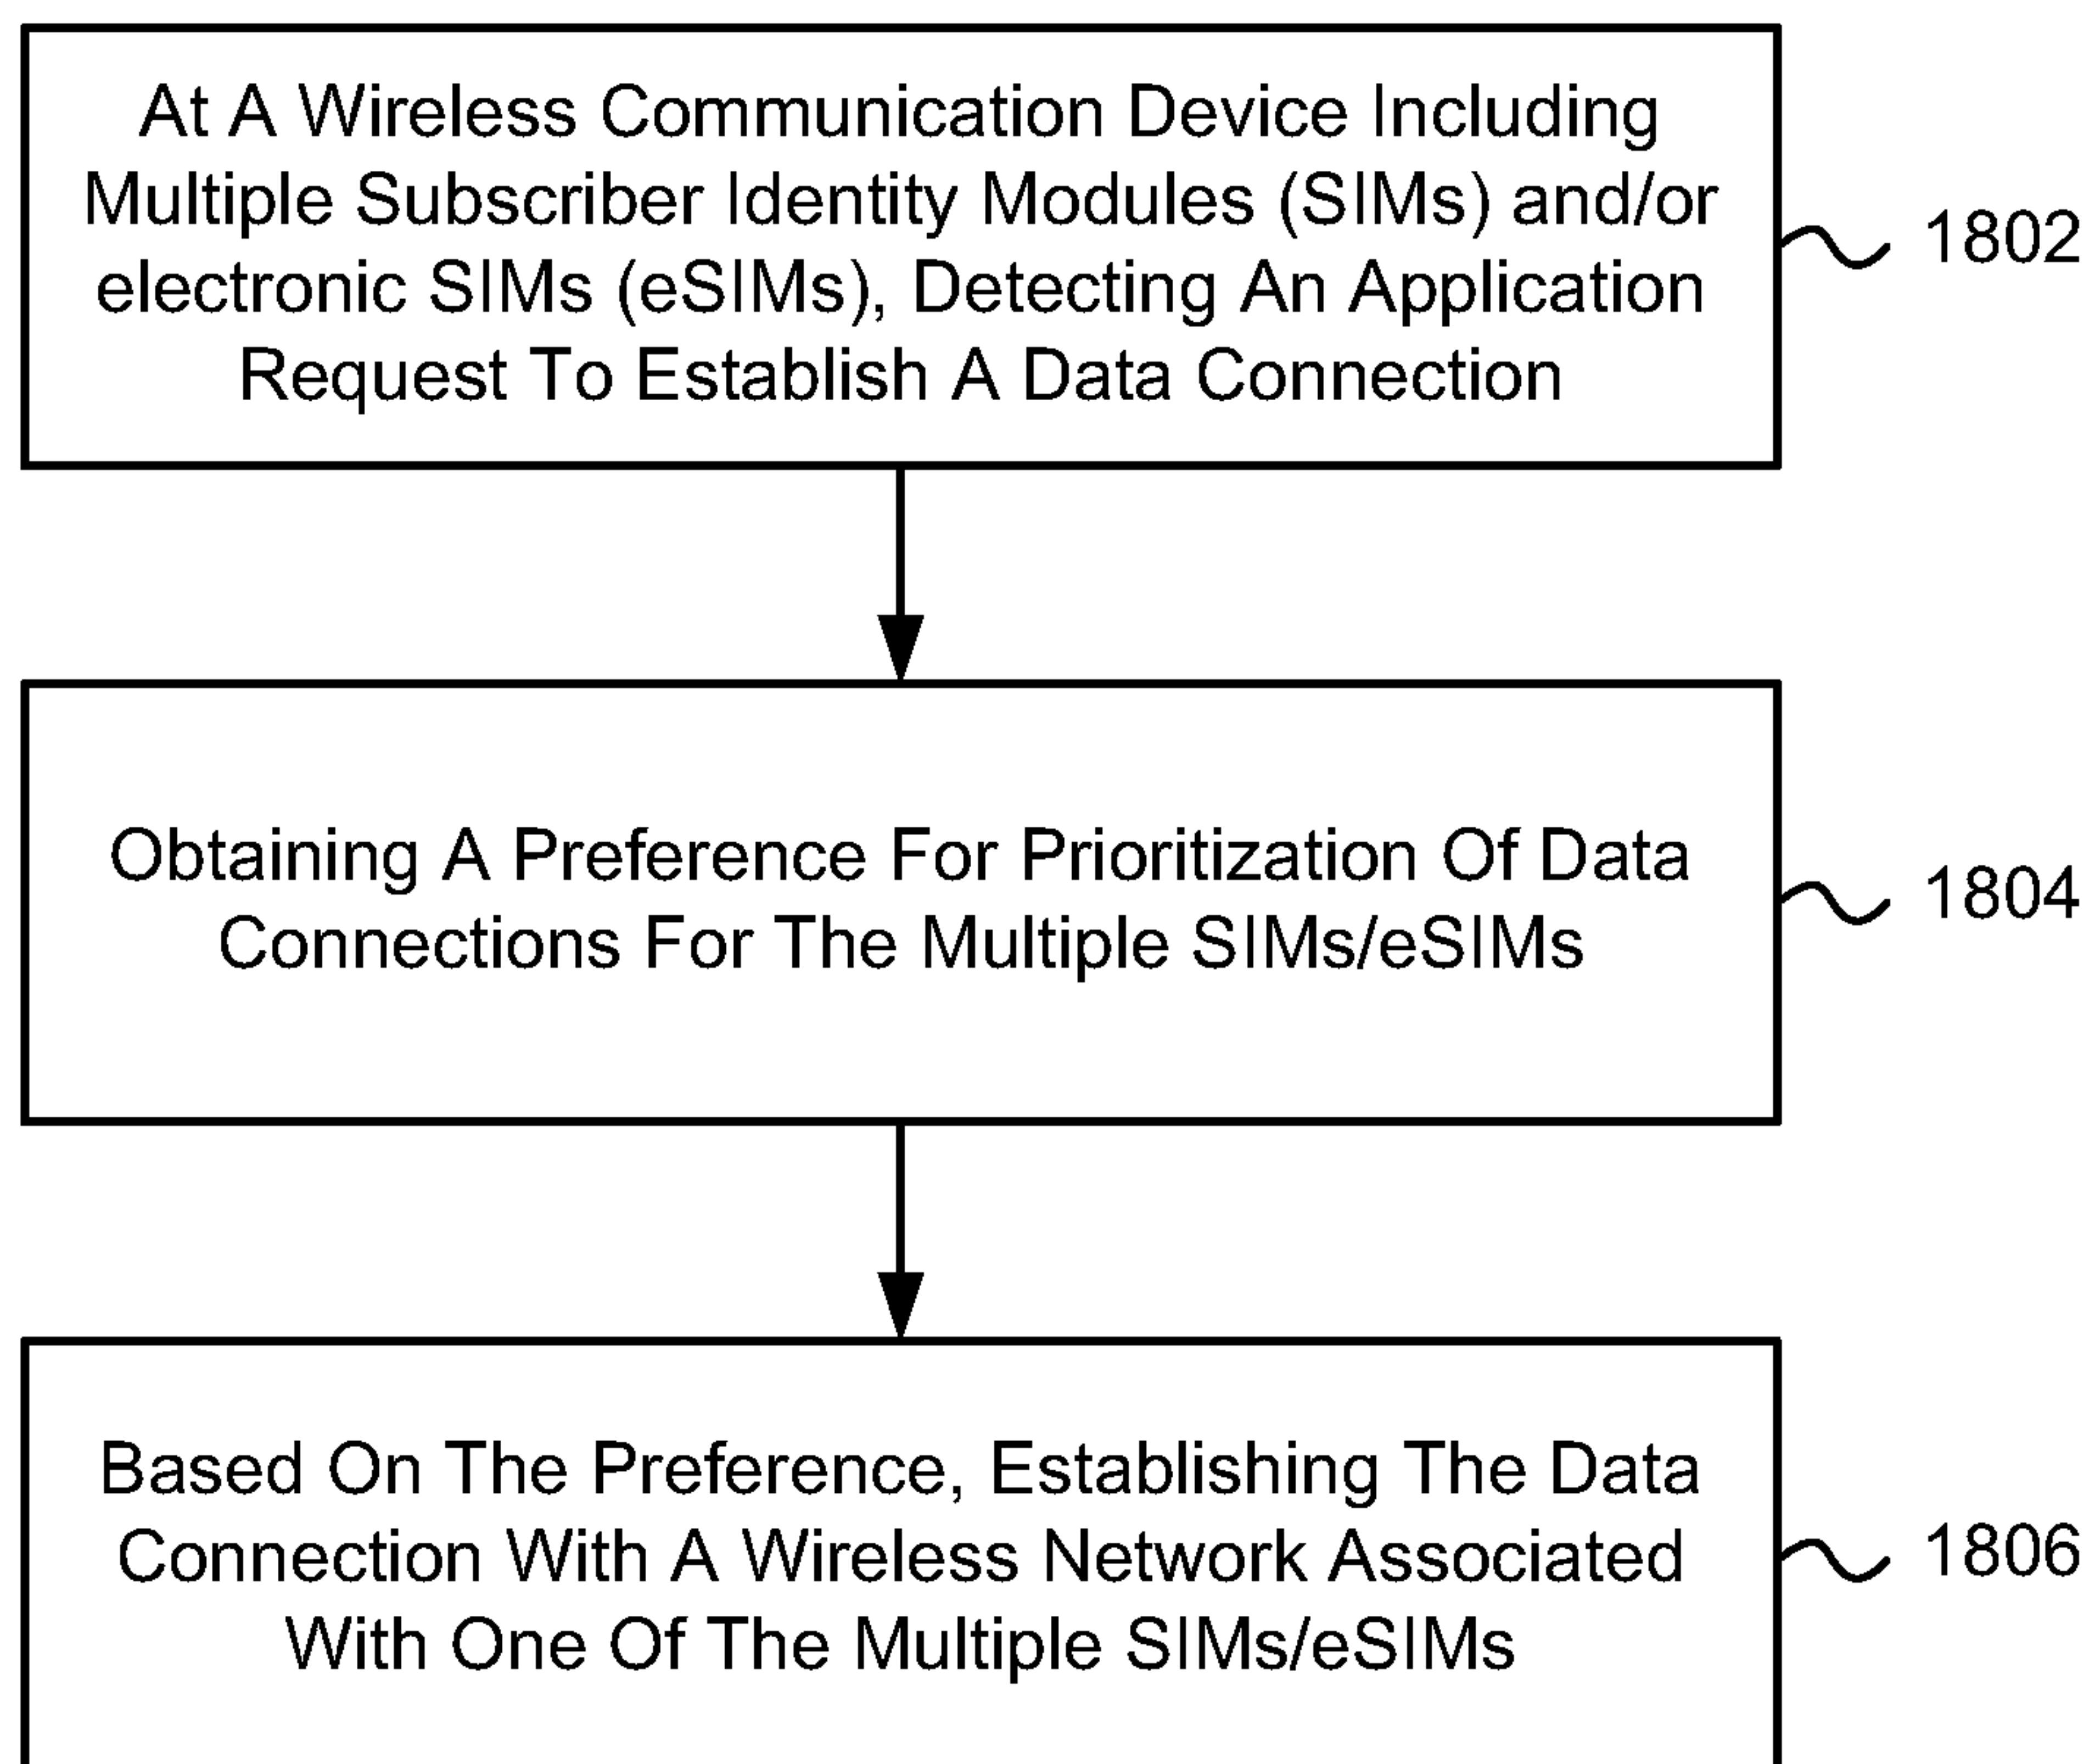 At A Wireless Communication Device Including
Multiple Subscriber Identity Modules (SIMs) and/or
electronic SIMs (eSIMs), Detecting An Application
Request To Establish A Data Connection
1802
Obtaining A Preference For Prioritization Of Data
Connections For The Multiple SIMs/eSIMs
1804
Based On The Preference, Establishing The Data
Connection With A Wireless Network Associated
With One Of The Multiple SIMs/eSIMs
1806